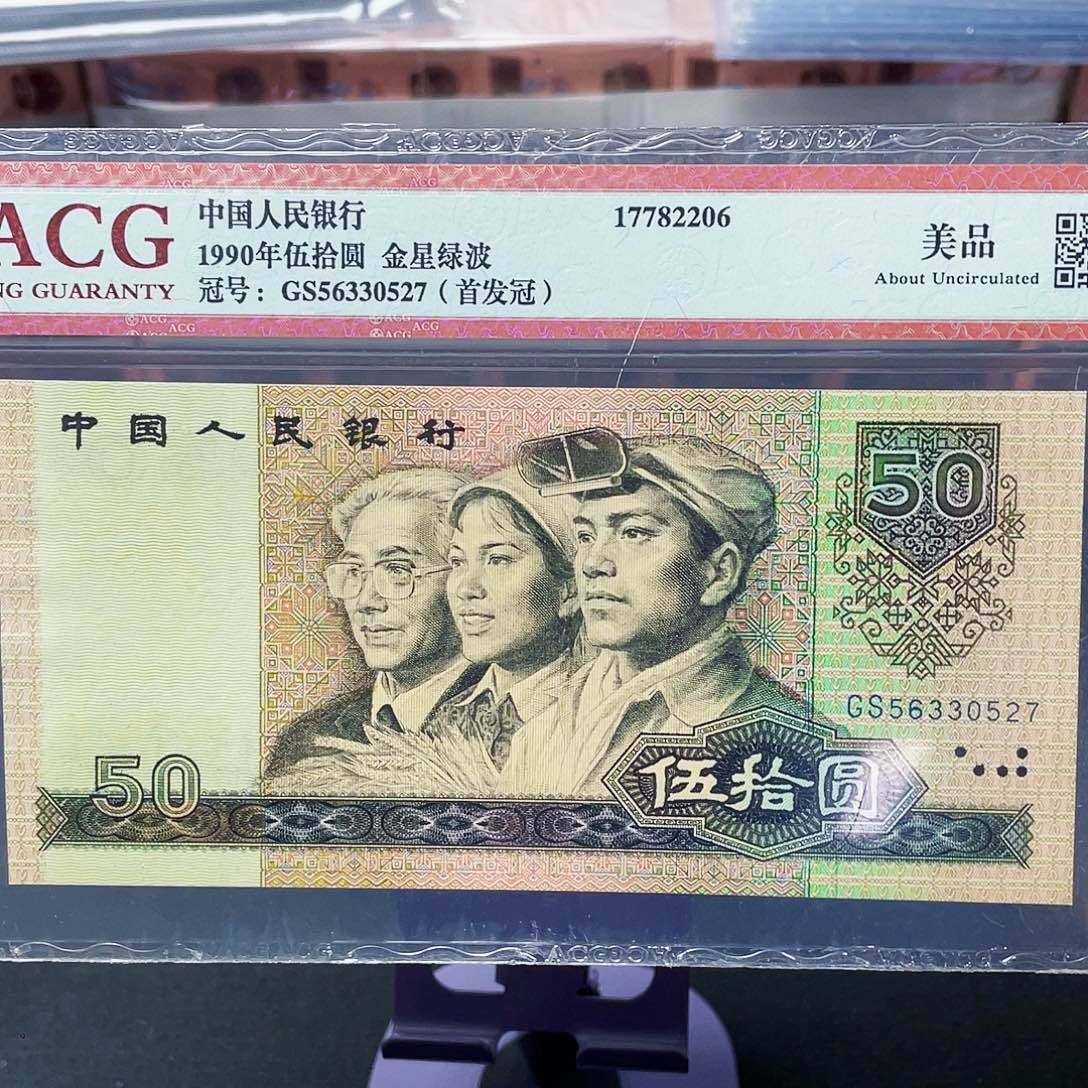 ACG
NG GUARANTY
中国人民银行
1990年伍拾圆 金星绿波
冠号：GS56330527（首发冠）
17782206
美品
About Uncirculated
中国人民银行
50
GS56330527
50
伍拾圆